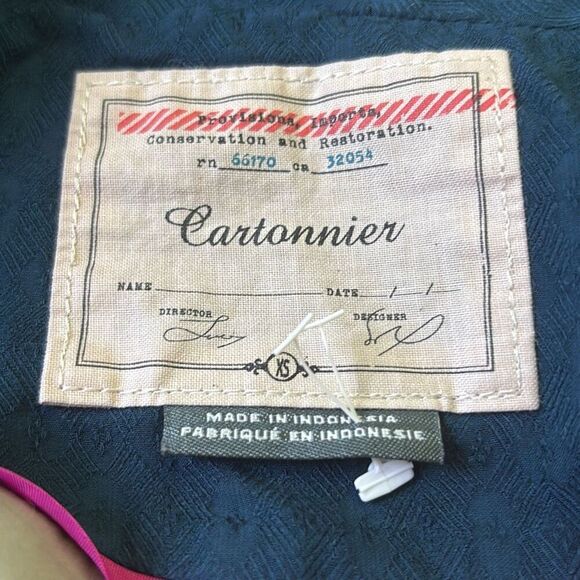 Provisions, Imports,
Conservation and Restoration.
rn 66170 ca 32054
Cartonnier
NAME DATE / /
DIRECTOR DESIGNER
XS
MADE IN INDONESIA
FABRIQUÉ EN INDONESIE